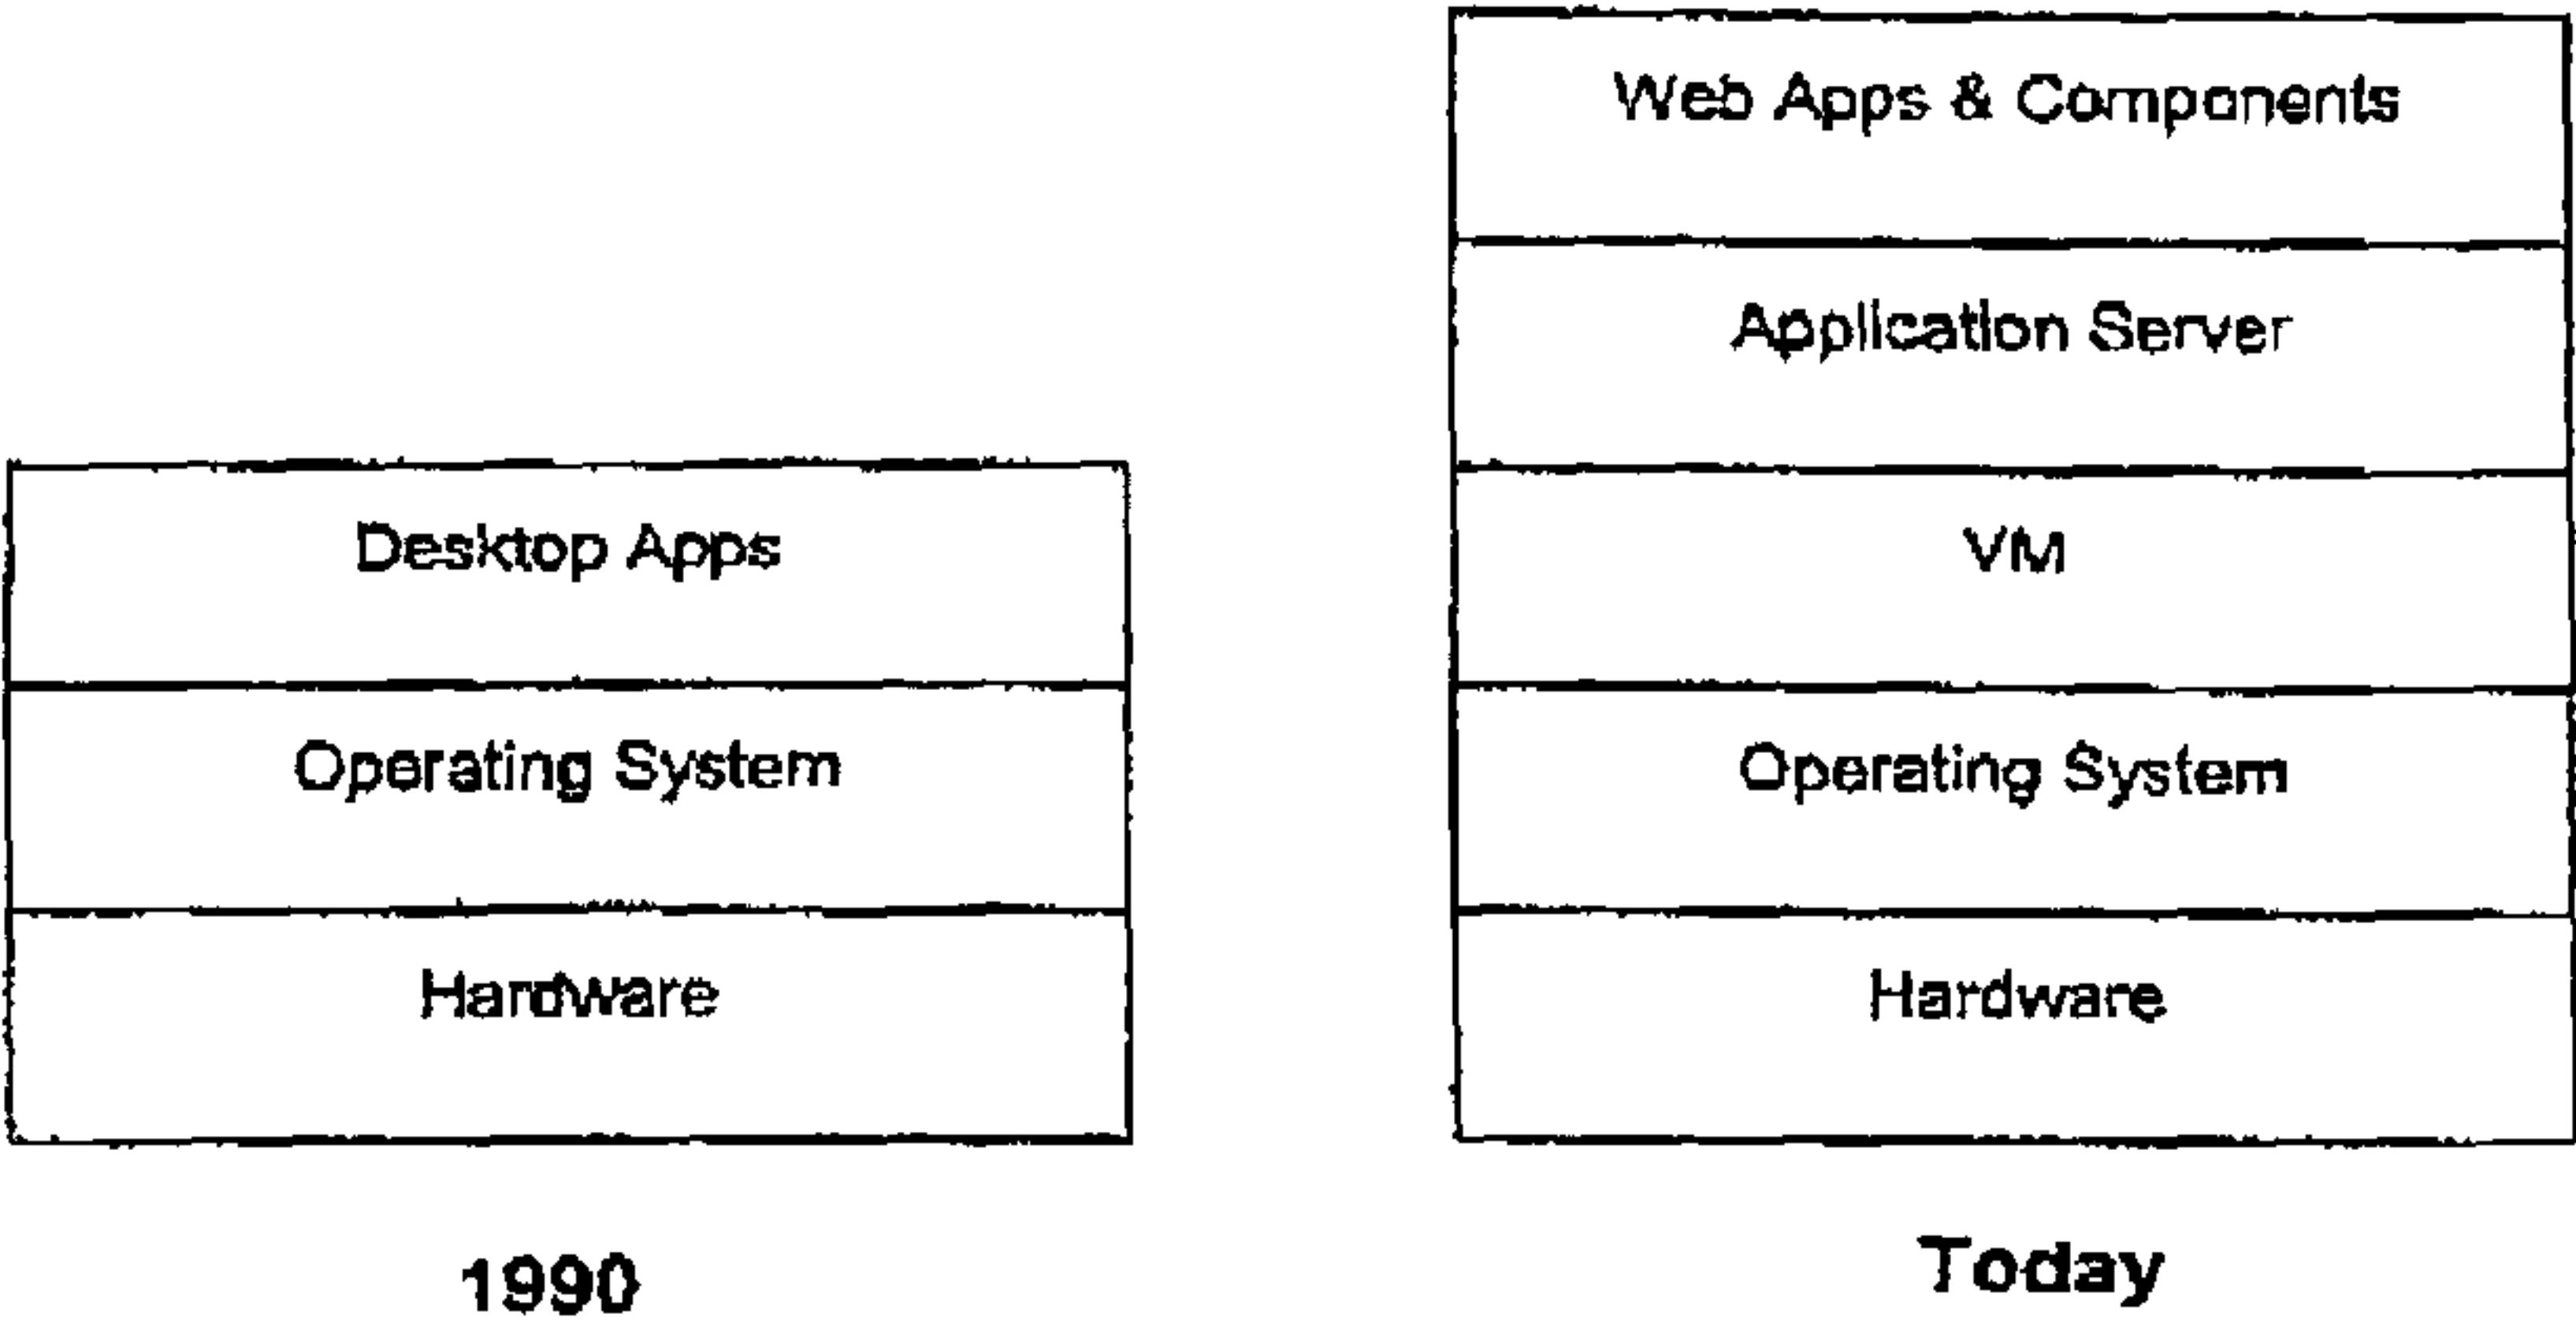 Desktop Apps
Operating System
Hardware
1990
Web Apps & Components
Application Server
VM
Operating System
Hardware
Today